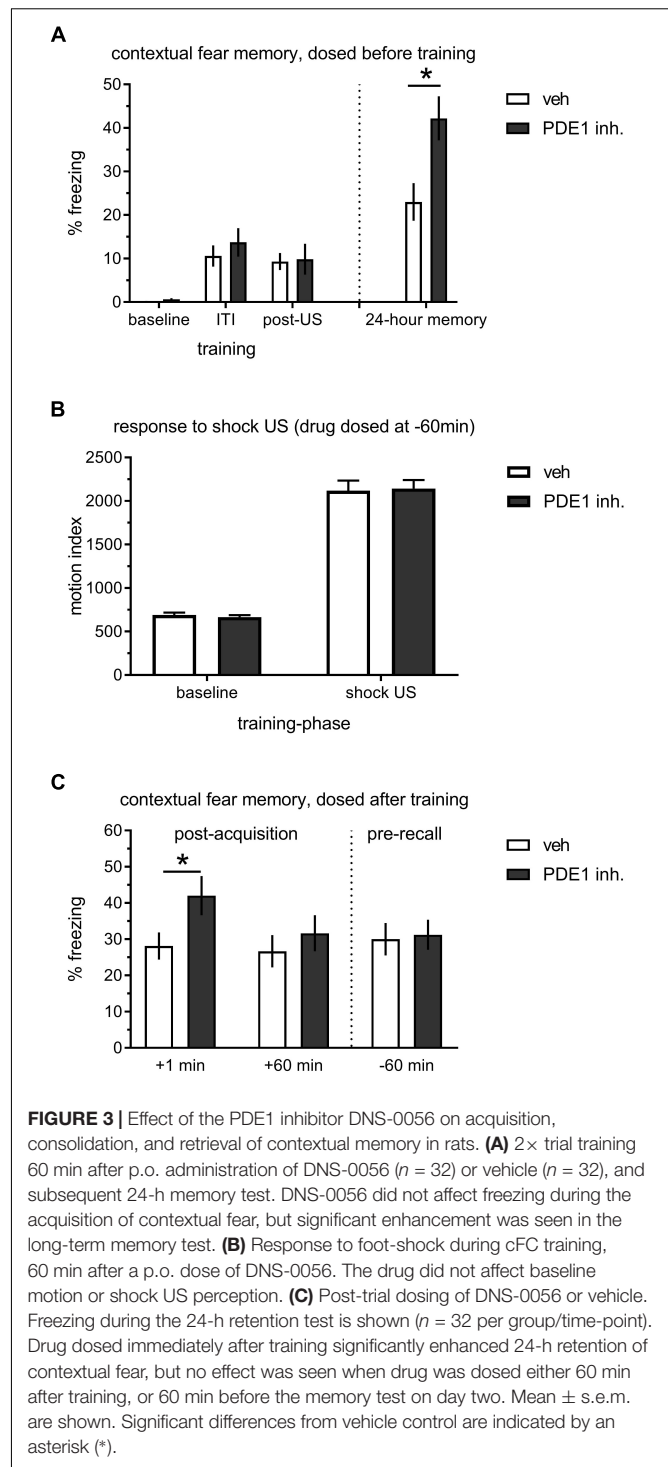 A
contextual fear memory, dosed before training
50
40
30
20
10
0
% freezing
*
veh
PDE1 inh.
baseline ITI post-US 24-hour memory
training
B
response to shock US (drug dosed at -60min)
2500
2000
1500
1000
500
0
motion index
veh
PDE1 inh.
baseline shock US
training-phase
C
contextual fear memory, dosed after training
60
50
40
30
20
10
0
% freezing
post-acquisition pre-recall
*
veh
PDE1 inh.
+1 min +60 min -60 min
FIGURE 3 | Effect of the PDE1 inhibitor DNS-0056 on acquisition,
consolidation, and retrieval of contextual memory in rats. (A) 2× trial training
60 min after p.o. administration of DNS-0056 (n = 32) or vehicle (n = 32), and
subsequent 24-h memory test. DNS-0056 did not affect freezing during the
acquisition of contextual fear, but significant enhancement was seen in the
long-term memory test. (B) Response to foot-shock during cFC training,
60 min after a p.o. dose of DNS-0056. The drug did not affect baseline
motion or shock US perception. (C) Post-trial dosing of DNS-0056 or vehicle.
Freezing during the 24-h retention test is shown (n = 32 per group/time-point).
Drug dosed immediately after training significantly enhanced 24-h retention of
contextual fear, but no effect was seen when drug was dosed either 60 min
after training, or 60 min before the memory test on day two. Mean ± s.e.m.
are shown. Significant differences from vehicle control are indicated by an
asterisk (*).